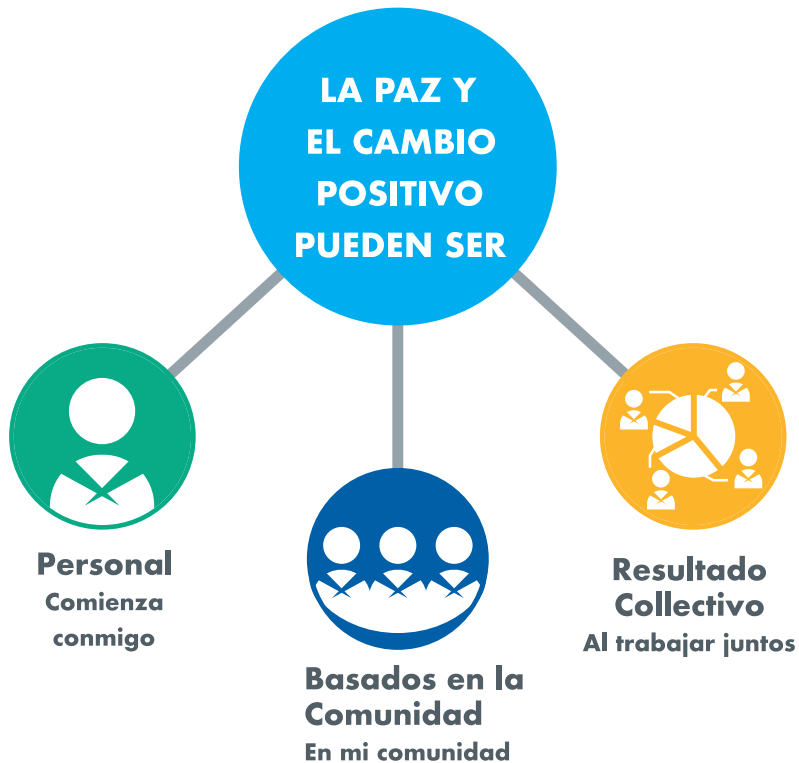 LA PAZ Y
EL CAMBIO
POSITIVO
PUEDEN SER
Personal
Comienza
conmigo
Basados en la
Comunidad
En mi comunidad
Resultado
Collectivo
Al trabajar juntos